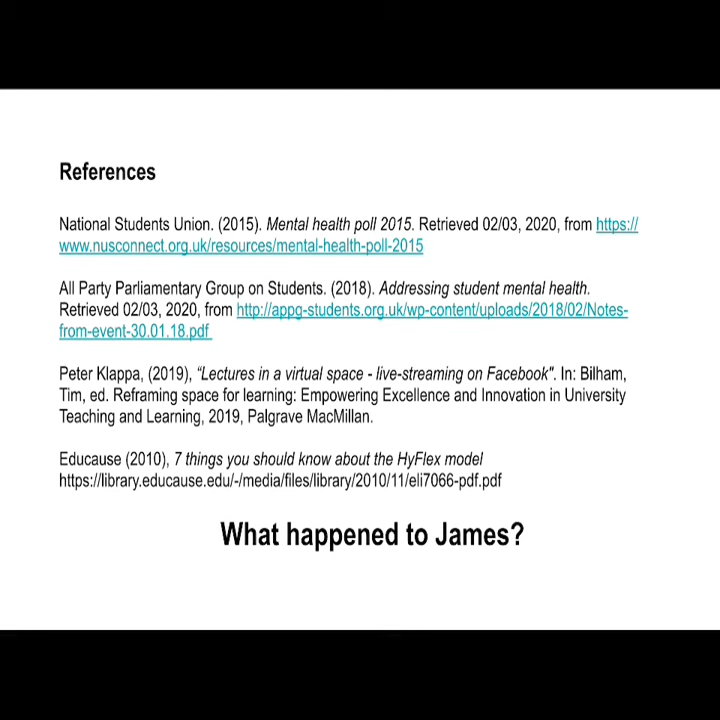 References
National Students Union. (2015). Mental health poll 2015. Retrieved 02/03, 2020, from https://
www.nusconnect.org.uk/resources/mental-health-poll-2015
All Party Parliamentary Group on Students. (2018). Addressing student mental health.
Retrieved 02/03, 2020, from http://appg-students.org.uk/wp-content/uploads/2018/02/Notes-
from-event-30.01.18.pdf
Peter Klappa, (2019), “Lectures in a virtual space - live-streaming on Facebook". In: Bilham,
Tim, ed. Reframing space for learning: Empowering Excellence and Innovation in University
Teaching and Learning, 2019, Palgrave MacMillan.
Educause (2010), 7 things you should know about the HyFlex model
https://library.educause.edu/-/media/files/library/2010/11/eli7066-pdf.pdf
What happened to James?